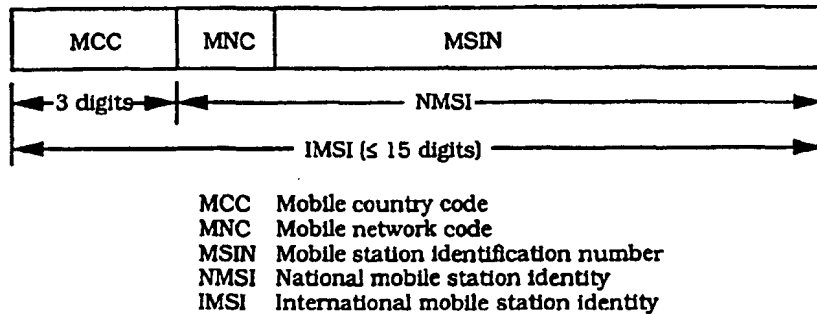 MCC MNC MSIN
3 digits NMSI
IMSI (≤ 15 digits)
MCC Mobile country code
MNC Mobile network code
MSIN Mobile station identification number
NMSI National mobile station identity
IMSI International mobile station identity